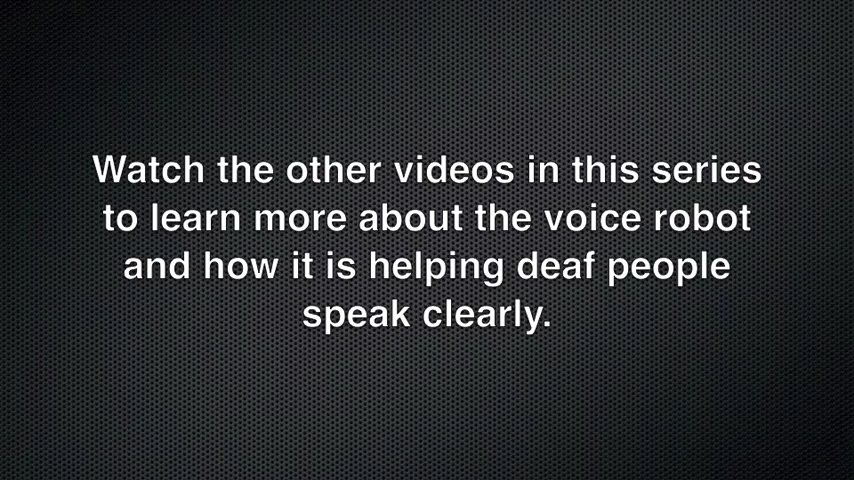 Watch the other videos in this series
to learn more about the voice robot
and how it is helping deaf people
speak clearly.